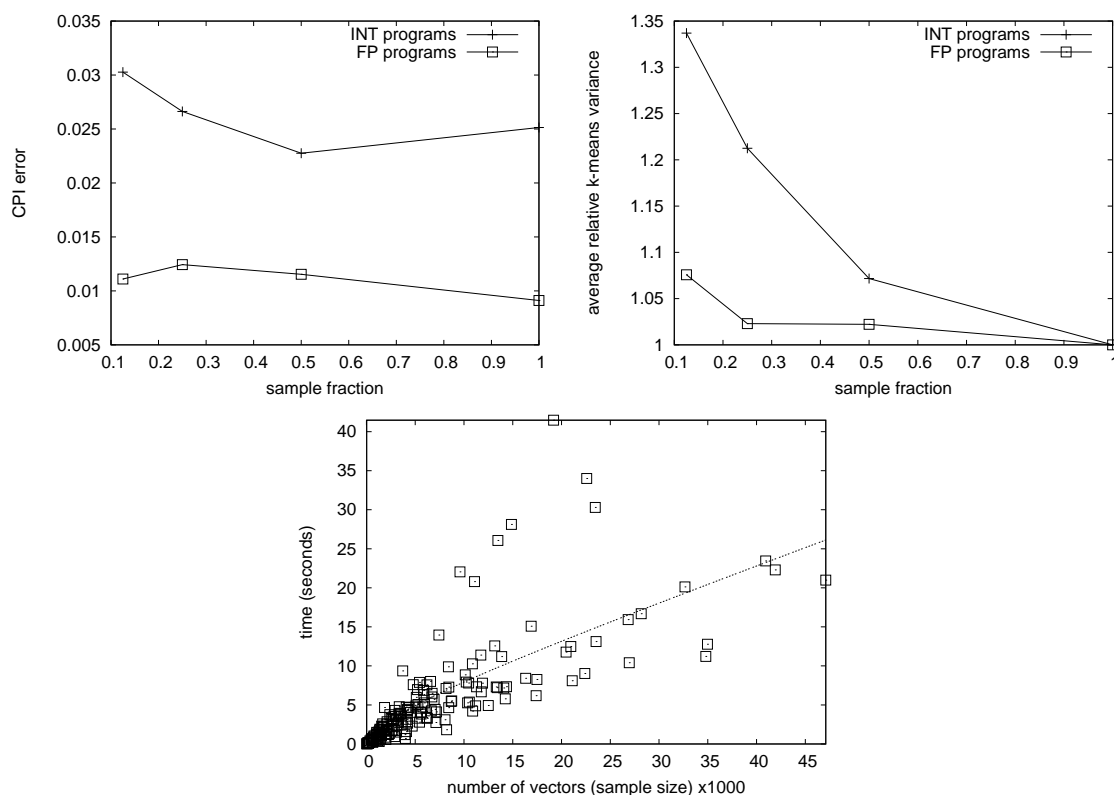 0.035
0.03
0.025
0.02
0.015
0.01
0.005
0.1 0.2 0.3 0.4 0.5 0.6 0.7 0.8 0.9 1
CPI error
sample fraction
INT programs
FP programs
1.35
1.3
1.25
1.2
1.15
1.1
1.05
1
0.1 0.2 0.3 0.4 0.5 0.6 0.7 0.8 0.9 1
average relative k-means variance
sample fraction
INT programs
FP programs
40
35
30
25
20
15
10
5
0
0 5 10 15 20 25 30 35 40 45
time (seconds)
number of vectors (sample size) x1000